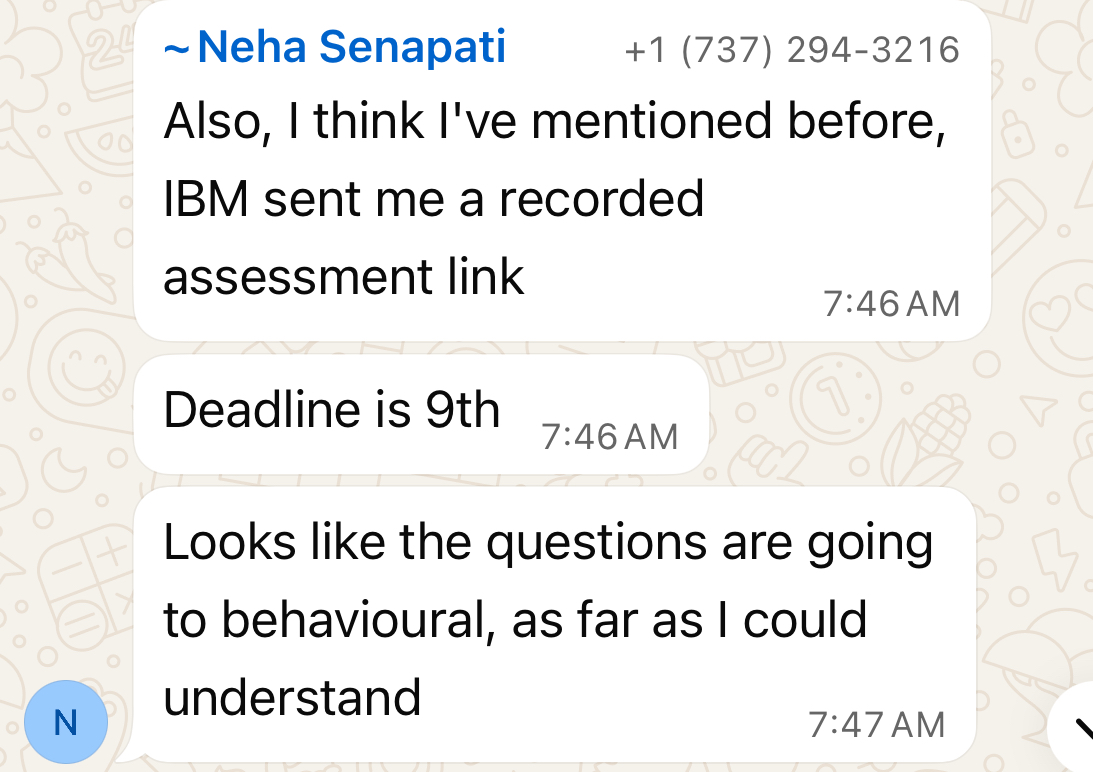 ~Neha Senapati +1 (737) 294-3216
Also, I think I've mentioned before,
IBM sent me a recorded
assessment link
7:46 AM
Deadline is 9th 7:46 AM
Looks like the questions are going
to behavioural, as far as I could
understand
7:47 AM
N